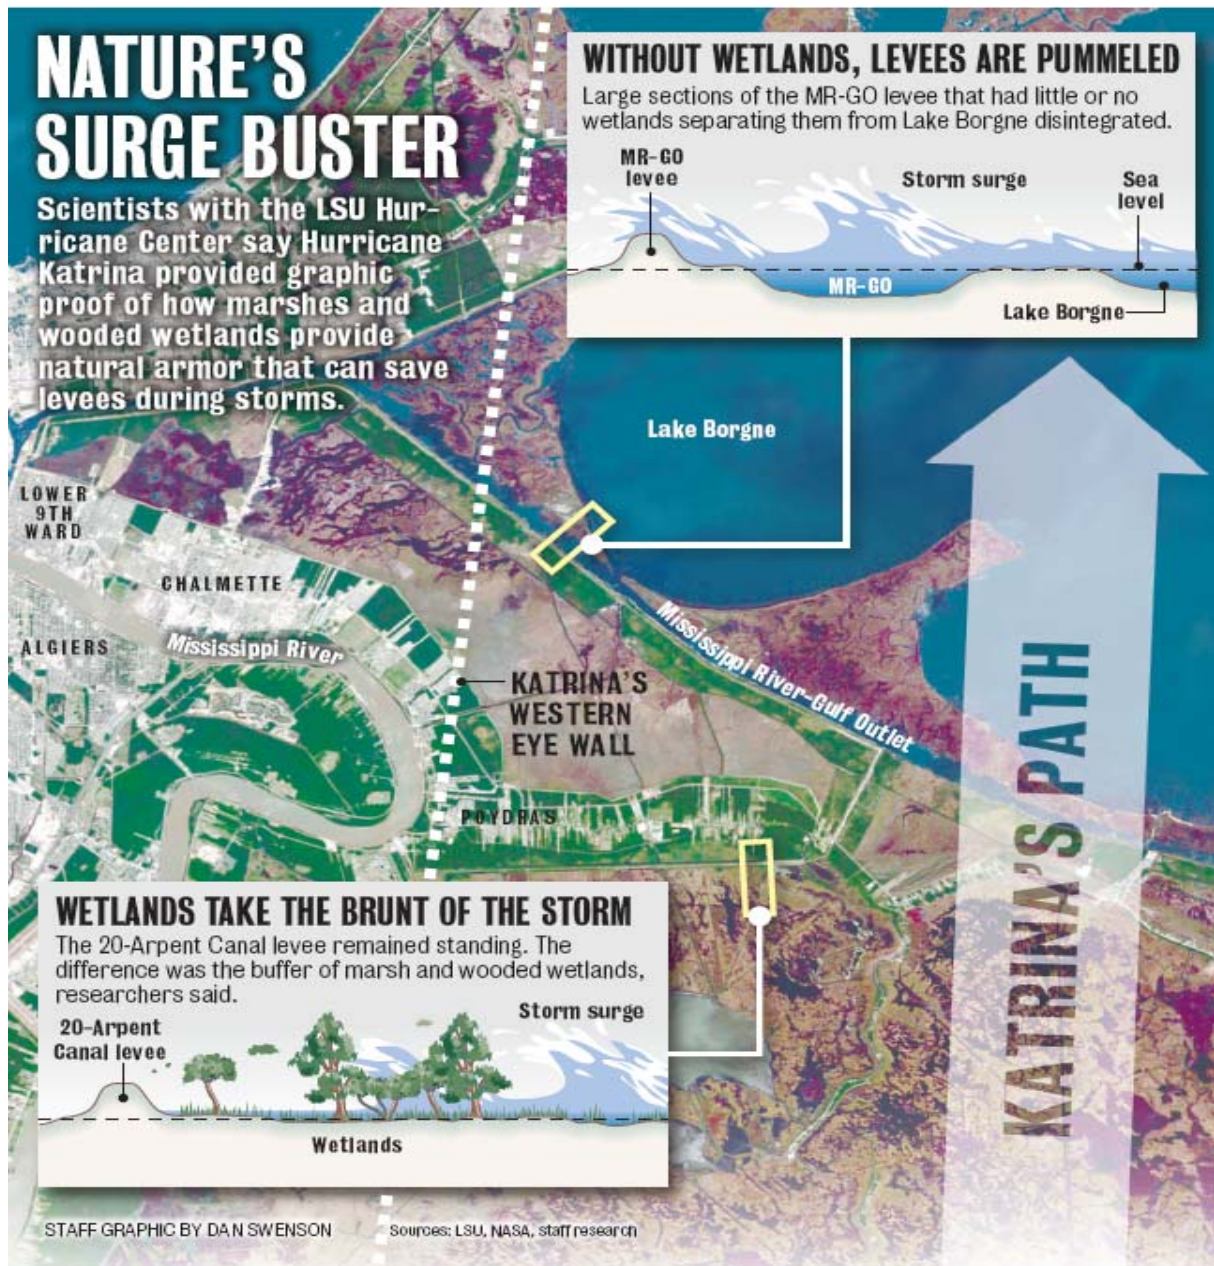 NATURE'S
SURGE BUSTER
Scientists with the LSU Hur-
ricane Center say Hurricane
Katrina provided graphic
proof of how marshes and
wooded wetlands provide
natural armor that can save
levees during storms.
WITHOUT WETLANDS, LEVEES ARE PUMMELED
Large sections of the MR-GO levee that had little or no
wetlands separating them from Lake Borgne disintegrated.
MR-GO
levee
Storm surge
Sea
level
MR-GO
Lake Borgne
Lake Borgne
LOWER
9TH
WARD
CHALMETTE
ALGIERS
Mississippi River
Mississippi River-Gulf Outlet
KATRINA'S
WESTERN
EYE WALL
POYDRAS
KATRINA'S PATH
WETLANDS TAKE THE BRUNT OF THE STORM
The 20-Arpent Canal levee remained standing. The
difference was the buffer of marsh and wooded wetlands,
researchers said.
Storm surge
20-Arpent
Canal levee
Wetlands
STAFF GRAPHIC BY DAN SWENSON
Sources: LSU, NASA, staff research